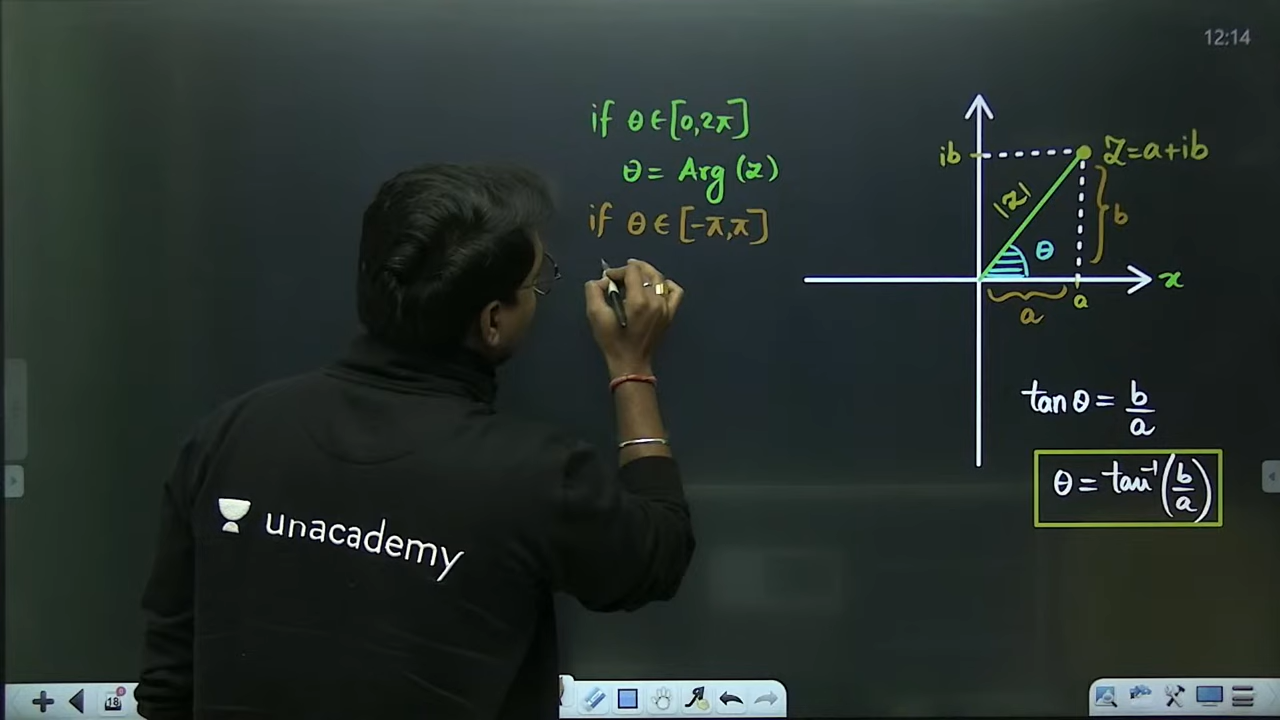 12:14
if θ∈[0,2π]
θ = Arg (z)
if θ ∈ [-π,π]
ib
z=a+ib
|z|
b
θ
x
a
a
tan θ = b/a
θ = tan⁻¹(b/a)
unacademy
18